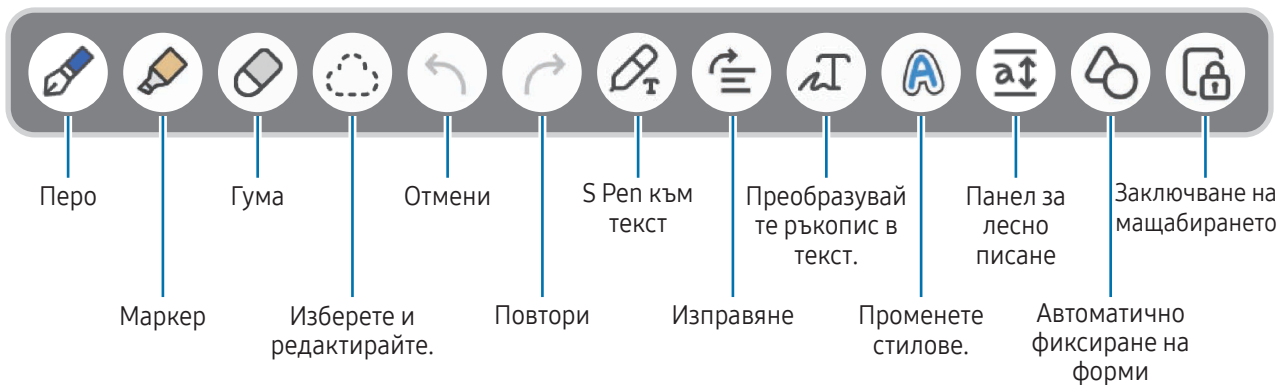 Перо
Гума
Отмени
S Pen към
текст
Преобразувай
те ръкопис в
текст.
Панел за
лесно
писане
Заключване на
мащабирането
Маркер
Изберете и
редактирайте.
Повтори
Изправяне
Променете
стилове.
Автоматично
фиксиране на
форми